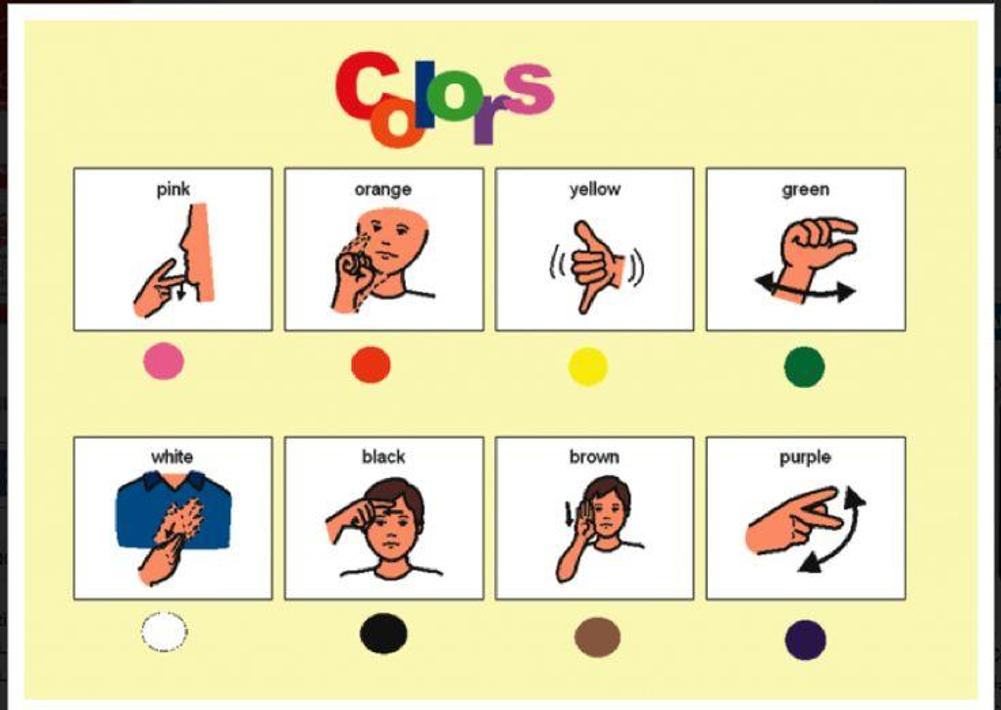 Colors
pink
orange
yellow
green
white
black
brown
purple